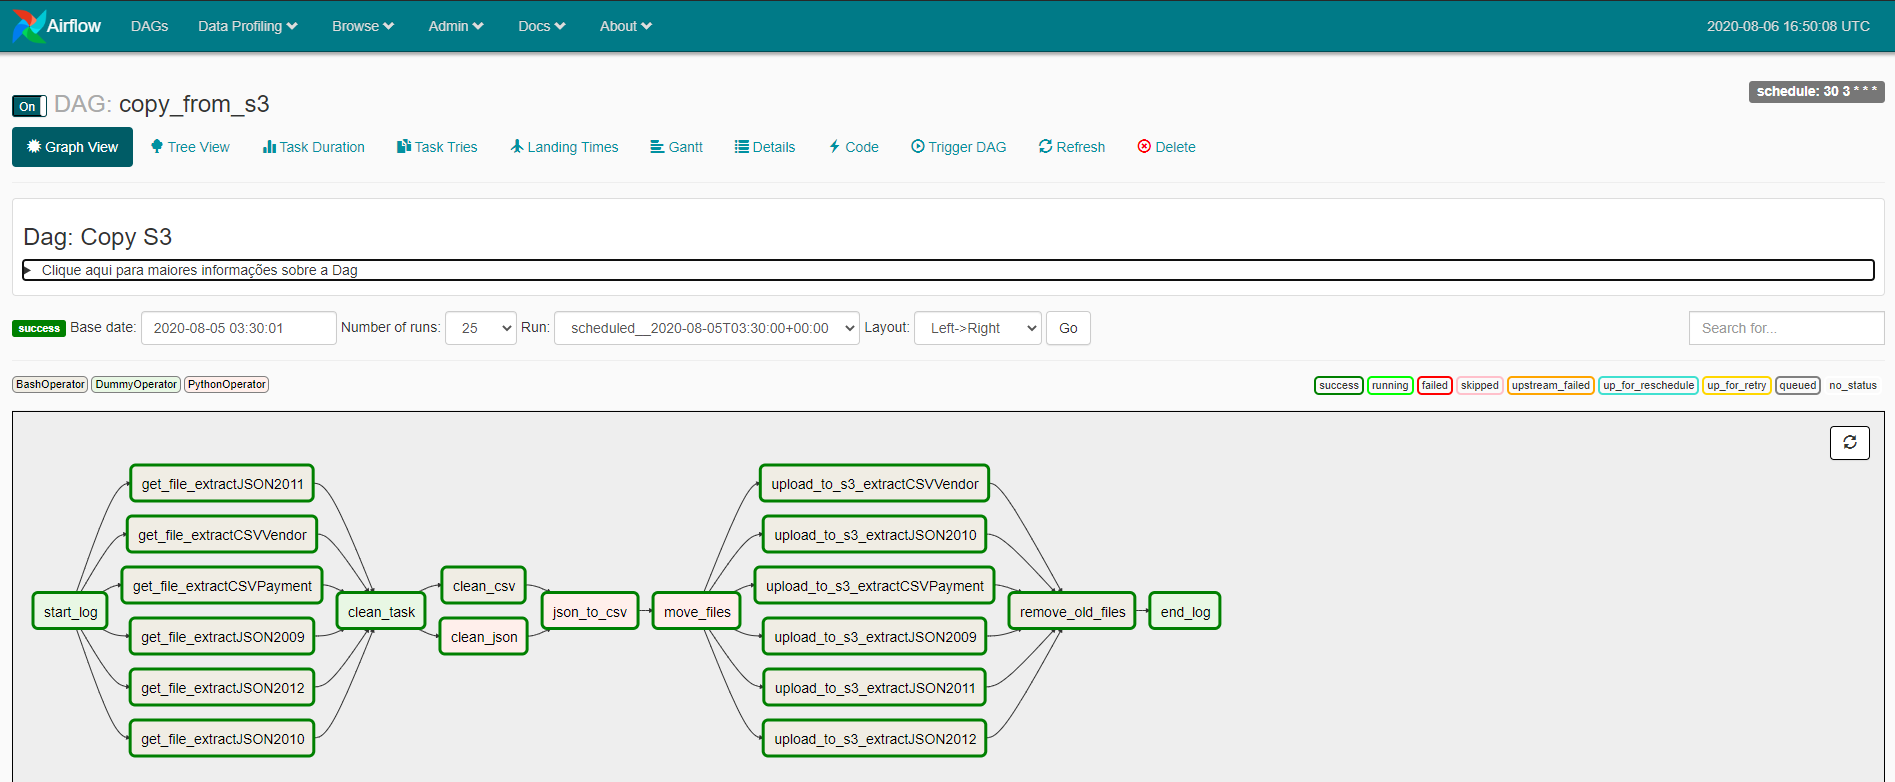 Airflow DAGs Data Profiling Browse Admin Docs About 2020-08-06 16:50:08 UTC
schedule: 30 3 * * *
On DAG: copy_from_s3
Graph View Tree View Task Duration Task Tries Landing Times Gantt Details Code Trigger DAG Refresh Delete
Dag: Copy S3
Clique aqui para maiores informações sobre a Dag
success Base date: 2020-08-05 03:30:01 Number of runs: 25 Run: scheduled__2020-08-05T03:30:00+00:00 Layout: Left->Right Go Search for...
BashOperator DummyOperator PythonOperator success running failed skipped upstream_failed up_for_reschedule up_for_retry queued no_status
get_file_extractJSON2011 upload_to_s3_extractCSVVendor
get_file_extractCSVVendor upload_to_s3_extractJSON2010
get_file_extractCSVPayment clean_csv upload_to_s3_extractCSVPayment
start_log clean_task json_to_csv move_files remove_old_files end_log
get_file_extractJSON2009 clean_json upload_to_s3_extractJSON2009
get_file_extractJSON2012 upload_to_s3_extractJSON2011
get_file_extractJSON2010 upload_to_s3_extractJSON2012